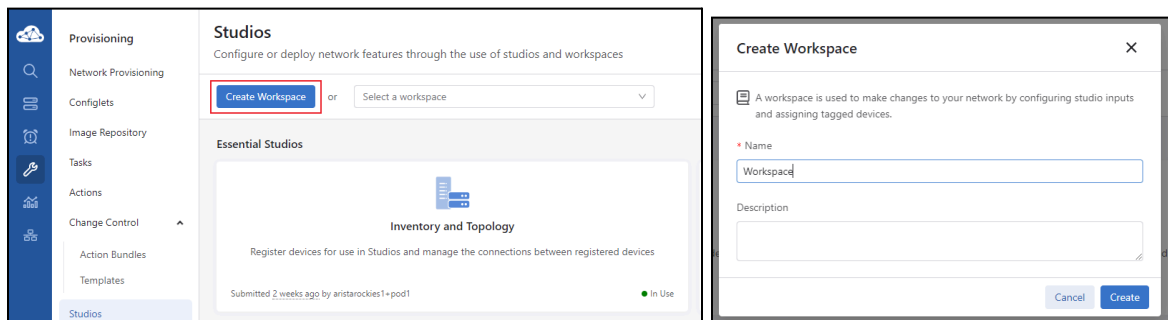 Provisioning
Network Provisioning
Configlets
Image Repository
Tasks
Actions
Change Control
Action Bundles
Templates
Studios
Studios
Configure or deploy network features through the use of studios and workspaces
Create Workspace or Select a workspace
Essential Studios
Inventory and Topology
Register devices for use in Studios and manage the connections between registered devices
Submitted 2 weeks ago by aristarockies1+pod1 In Use
Create Workspace
A workspace is used to make changes to your network by configuring studio inputs
and assigning tagged devices.
* Name
Workspace
Description
Cancel Create